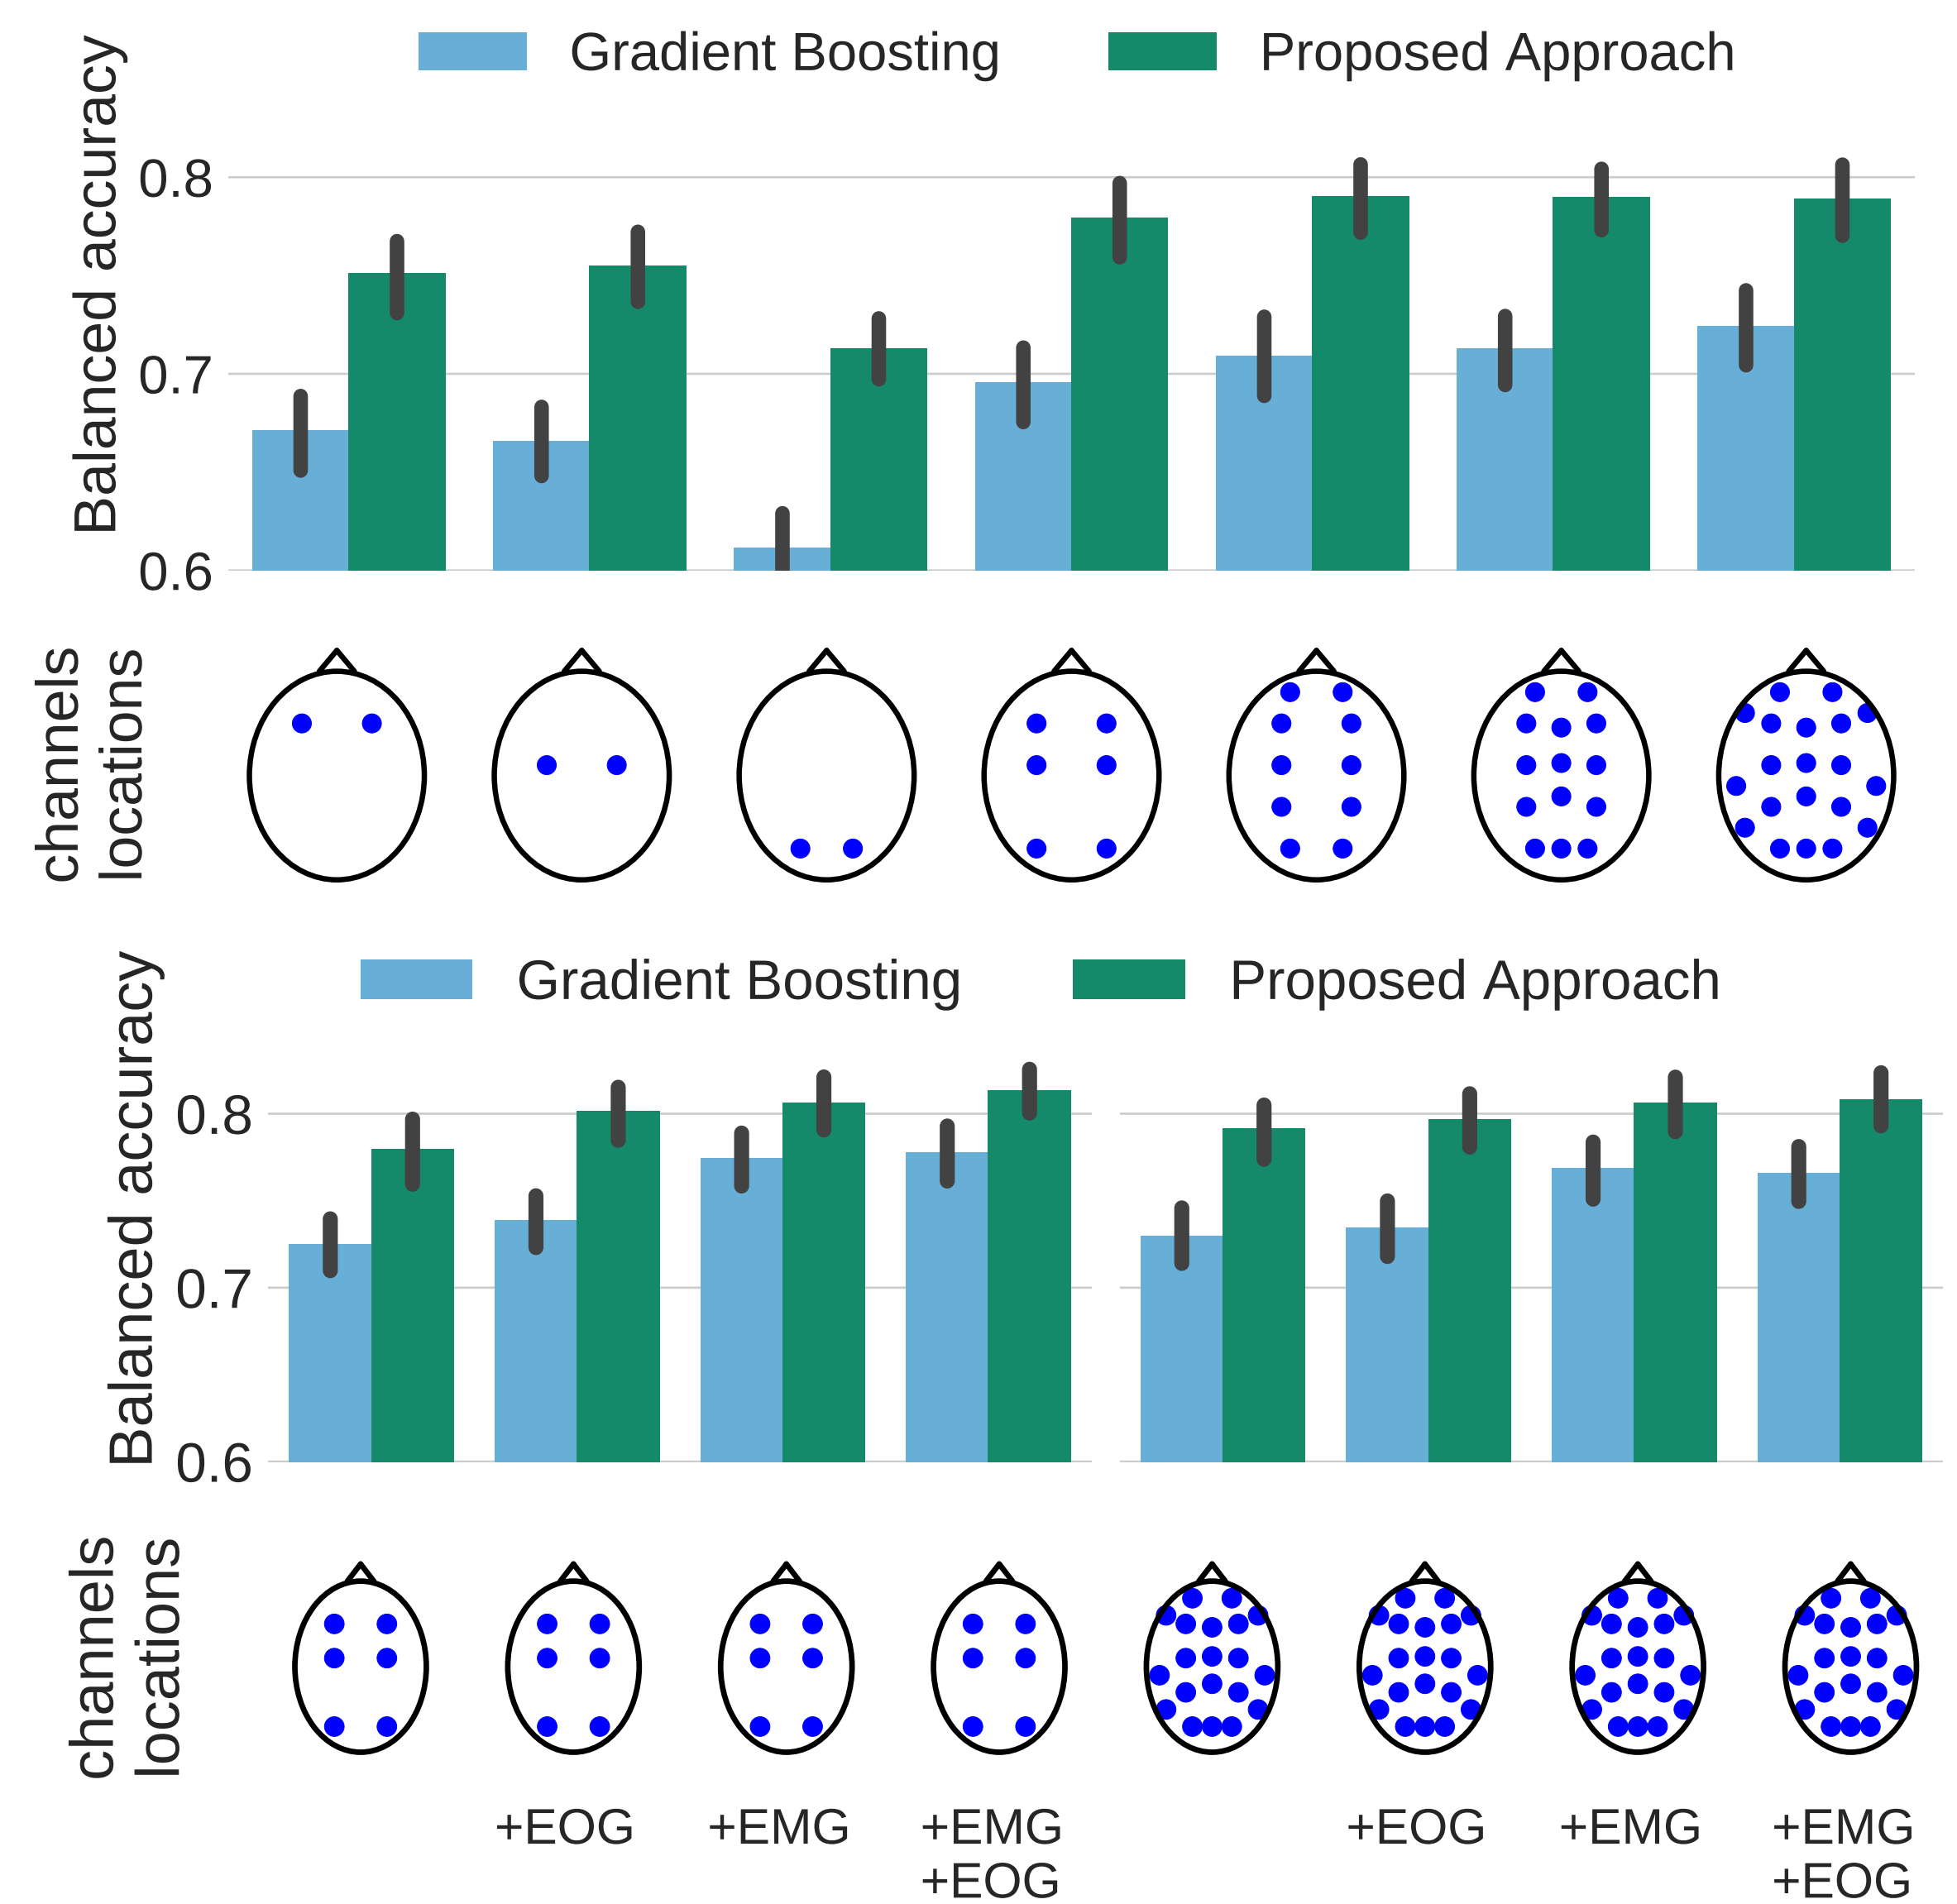 Gradient Boosting
Proposed Approach
Balanced accuracy
0.8
0.7
0.6
channels
locations
Gradient Boosting
Proposed Approach
Balanced accuracy
0.8
0.7
0.6
channels
locations
+EOG
+EMG
+EMG
+EOG
+EOG
+EMG
+EMG
+EOG